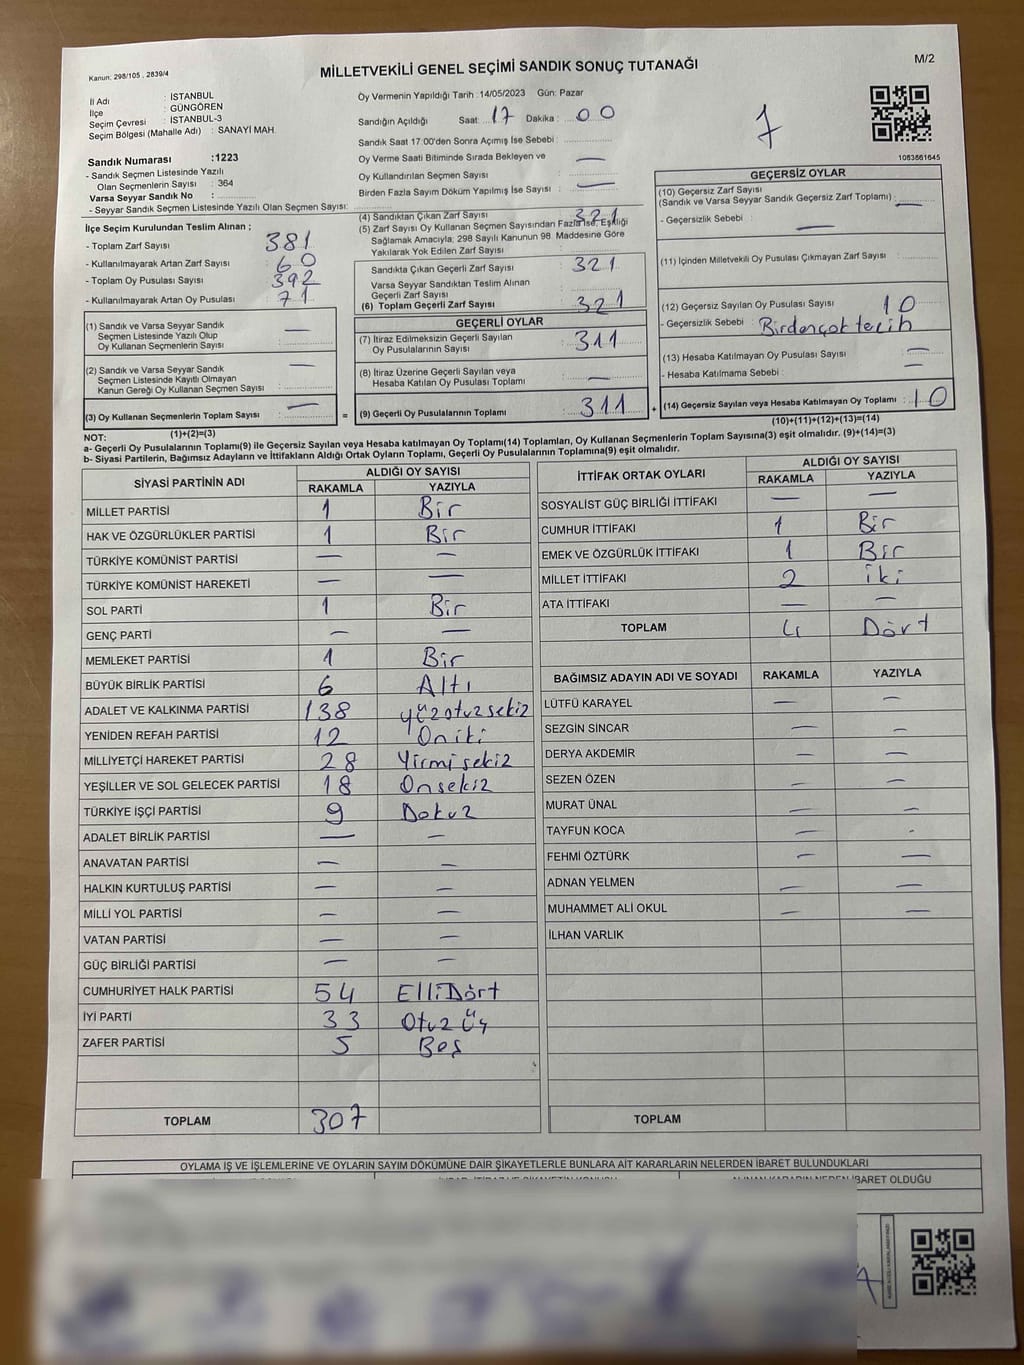 Kanun: 298/105 , 2839/4
MİLLETVEKİLİ GENEL SEÇİMİ SANDIK SONUÇ TUTANAĞI
M/2
İl Adı : İSTANBUL
İlçe : GÜNGÖREN
Seçim Çevresi : İSTANBUL-3
Seçim Bölgesi (Mahalle Adı) : SANAYİ MAH.
Sandık Numarası :1223
- Sandık Seçmen Listesinde Yazılı
Olan Seçmenlerin Sayısı : 364
Varsa Seyyar Sandık No :
- Seyyar Sandık Seçmen Listesinde Yazılı Olan Seçmen Sayısı:
Oy Vermenin Yapıldığı Tarih :14/05/2023 Gün: Pazar
Sandığın Açıldığı Saat: 17 Dakika : 00
Sandık Saat 17:00'den Sonra Açımış İse Sebebi :
Oy Verme Saati Bitiminde Sırada Bekleyen ve
Oy Kullandırılan Seçmen Sayısı : —
Birden Fazla Sayım Döküm Yapılmış İse Sayısı : —
7
1063861645
İlçe Seçim Kurulundan Teslim Alınan ;
- Toplam Zarf Sayısı : 381
- Kullanılmayarak Artan Zarf Sayısı : 60
- Toplam Oy Pusulası Sayısı : 392
- Kullanılmayarak Artan Oy Pusulası : 71
(1) Sandık ve Varsa Seyyar Sandık
Seçmen Listesinde Yazılı Olup
Oy Kullanan Seçmenlerin Sayısı : —
(2) Sandık ve Varsa Seyyar Sandık
Seçmen Listesinde Kayıtlı Olmayan
Kanun Gereği Oy Kullanan Seçmen Sayısı : —
(3) Oy Kullanan Seçmenlerin Toplam Sayısı : — =
(1)+(2)=(3)
(4) Sandıktan Çıkan Zarf Sayısı : 321
(5) Zarf Sayısı Oy Kullanan Seçmen Sayısından Fazla ise, Eşitliği
Sağlamak Amacıyla; 298 Sayılı Kanunun 98. Maddesine Göre
Yakılarak Yok Edilen Zarf Sayısı :
Sandıkta Çıkan Geçerli Zarf Sayısı : 321
Varsa Seyyar Sandıktan Teslim Alınan
Geçerli Zarf Sayısı :
(6) Toplam Geçerli Zarf Sayısı : 321
GEÇERLİ OYLAR
(7) İtiraz Edilmeksizin Geçerli Sayılan
Oy Pusulalarının Sayısı : 311
(8) İtiraz Üzerine Geçerli Sayılan veya
Hesaba Katılan Oy Pusulası Toplamı : —
(9) Geçerli Oy Pusulalarının Toplamı : 311 +
GEÇERSİZ OYLAR
(10) Geçersiz Zarf Sayısı
(Sandık ve Varsa Seyyar Sandık Geçersiz Zarf Toplamı) : —
- Geçersizlik Sebebi : —
(11) İçinden Milletvekili Oy Pusulası Çıkmayan Zarf Sayısı :
(12) Geçersiz Sayılan Oy Pusulası Sayısı : 10
- Geçersizlik Sebebi : Birdençok tercih
(13) Hesaba Katılmayan Oy Pusulası Sayısı : —
- Hesaba Katılmama Sebebi : —
(14) Geçersiz Sayılan veya Hesaba Katılmayan Oy Toplamı : 10
(10)+(11)+(12)+(13)=(14)
NOT:
a- Geçerli Oy Pusulalarının Toplamı(9) ile Geçersiz Sayılan veya Hesaba katılmayan Oy Toplamı(14) Toplamları, Oy Kullanan Seçmenlerin Toplam Sayısına(3) eşit olmalıdır. (9)+(14)=(3)
b- Siyasi Partilerin, Bağımsız Adayların ve İttifakların Aldığı Ortak Oyların Toplamı, Geçerli Oy Pusulalarının Toplamına(9) eşit olmalıdır.
SİYASİ PARTİNİN ADI ALDIĞI OY SAYISI
RAKAMLA YAZIYLA
MİLLET PARTİSİ 1 Bir
HAK VE ÖZGÜRLÜKLER PARTİSİ 1 Bir
TÜRKİYE KOMÜNİST PARTİSİ — —
TÜRKİYE KOMÜNİST HAREKETİ — —
SOL PARTİ 1 Bir
GENÇ PARTİ — —
MEMLEKET PARTİSİ 1 Bir
BÜYÜK BİRLİK PARTİSİ 6 Altı
ADALET VE KALKINMA PARTİSİ 138 yüzotuzsekiz
YENİDEN REFAH PARTİSİ 12 Oniki
MİLLİYETÇİ HAREKET PARTİSİ 28 Yirmisekiz
YEŞİLLER VE SOL GELECEK PARTİSİ 18 Onsekiz
TÜRKİYE İŞÇİ PARTİSİ 9 Dokuz
ADALET BİRLİK PARTİSİ — —
ANAVATAN PARTİSİ — —
HALKIN KURTULUŞ PARTİSİ — —
MİLLİ YOL PARTİSİ — —
VATAN PARTİSİ — —
GÜÇ BİRLİĞİ PARTİSİ — —
CUMHURİYET HALK PARTİSİ 54 ElliDört
İYİ PARTİ 33 Otuz Üç
ZAFER PARTİSİ 5 Beş
TOPLAM 307
İTTİFAK ORTAK OYLARI ALDIĞI OY SAYISI
RAKAMLA YAZIYLA
SOSYALİST GÜÇ BİRLİĞİ İTTİFAKI — —
CUMHUR İTTİFAKI 1 Bir
EMEK VE ÖZGÜRLÜK İTTİFAKI 1 Bir
MİLLET İTTİFAKI 2 iki
ATA İTTİFAKI — —
TOPLAM 4 Dört
BAĞIMSIZ ADAYIN ADI VE SOYADI RAKAMLA YAZIYLA
LÜTFÜ KARAYEL — —
SEZGİN SİNCAR — —
DERYA AKDEMİR — —
SEZEN ÖZEN — —
MURAT ÜNAL — —
TAYFUN KOCA — -
FEHMİ ÖZTÜRK — —
ADNAN YELMEN — —
MUHAMMET ALİ OKUL — —
İLHAN VARLIK
TOPLAM
OYLAMA İŞ VE İŞLEMLERİNE VE OYLARIN SAYIM DÖKÜMÜNE DAİR ŞİKAYETLERLE BUNLARA AİT KARARLARIN NELERDEN İBARET BULUNDUKLARI
ALINAN KARARIN NEDEN İBARET OLDUĞU